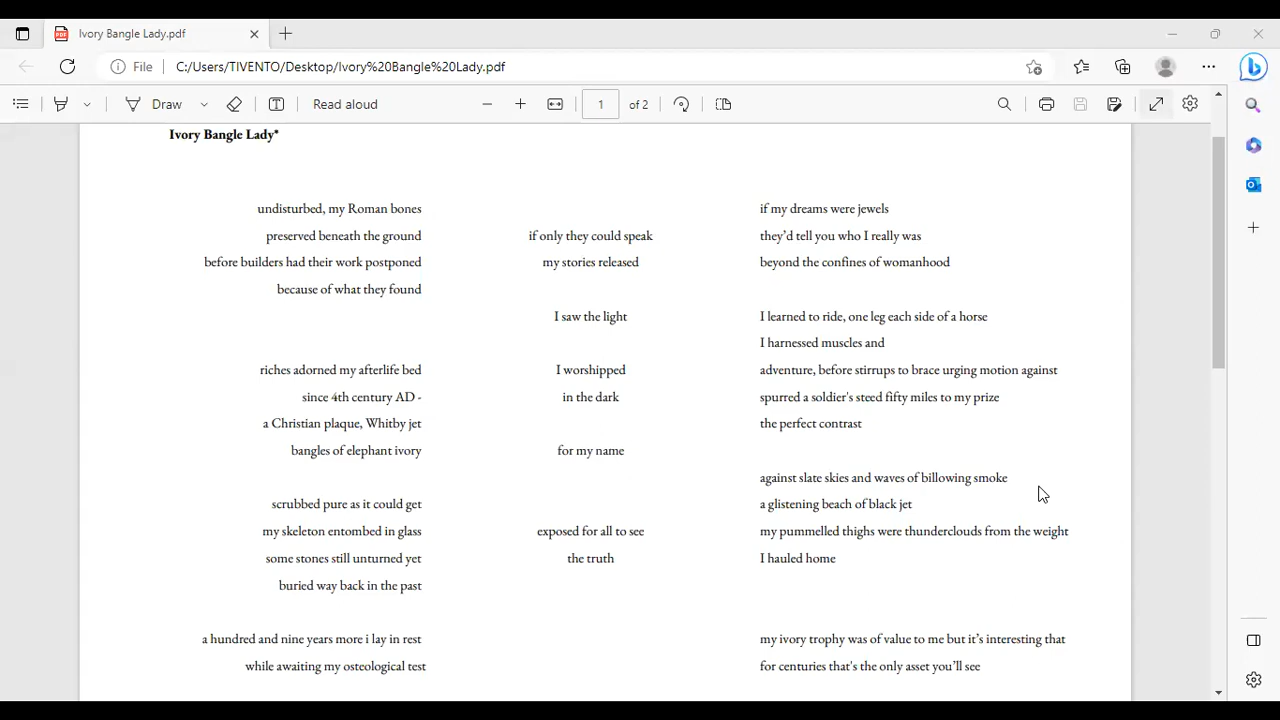 Ivory Bangle Lady.pdf
File
C:/Users/TIVENTO/Desktop/Ivory%20Bangle%20Lady.pdf
Draw
Read aloud
1 of 2
Ivory Bangle Lady*
undisturbed, my Roman bones
preserved beneath the ground
before builders had their work postponed
because of what they found
riches adorned my afterlife bed
since 4th century AD -
a Christian plaque, Whitby jet
bangles of elephant ivory
scrubbed pure as it could get
my skeleton entombed in glass
some stones still unturned yet
buried way back in the past
a hundred and nine years more i lay in rest
while awaiting my osteological test
if only they could speak
my stories released
I saw the light
I worshipped
in the dark
for my name
exposed for all to see
the truth
if my dreams were jewels
they’d tell you who I really was
beyond the confines of womanhood
I learned to ride, one leg each side of a horse
I harnessed muscles and
adventure, before stirrups to brace urging motion against
spurred a soldier's steed fifty miles to my prize
the perfect contrast
against slate skies and waves of billowing smoke
a glistening beach of black jet
my pummelled thighs were thunderclouds from the weight
I hauled home
my ivory trophy was of value to me but it’s interesting that
for centuries that's the only asset you’ll see